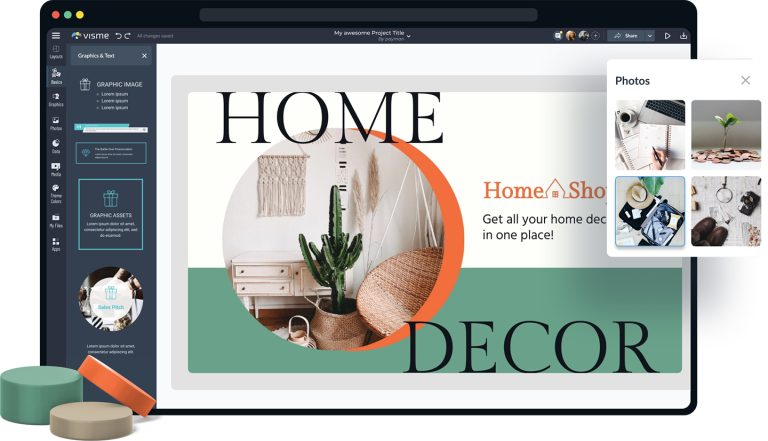 visme
All changes saved
My awesome Project Title
By payman
Share
Layouts
Basics
Graphics
Photos
Data
Media
Theme
Colors
My Files
Apps
Graphics & Text
GRAPHIC IMAGE
Lorem ipsum
Lorem ipsum
Lorem ipsum
GRAPHIC ASSETS
Lorem ipsum dolor sit amet,
consectetur adipiscing elit, sed
do eiusmod
Sales Pitch
Lorem ipsum dolor sit amet,
consectetur adipiscing elit, sed
HOME
Home Shop
Get all your home dec
in one place!
DECOR
Photos